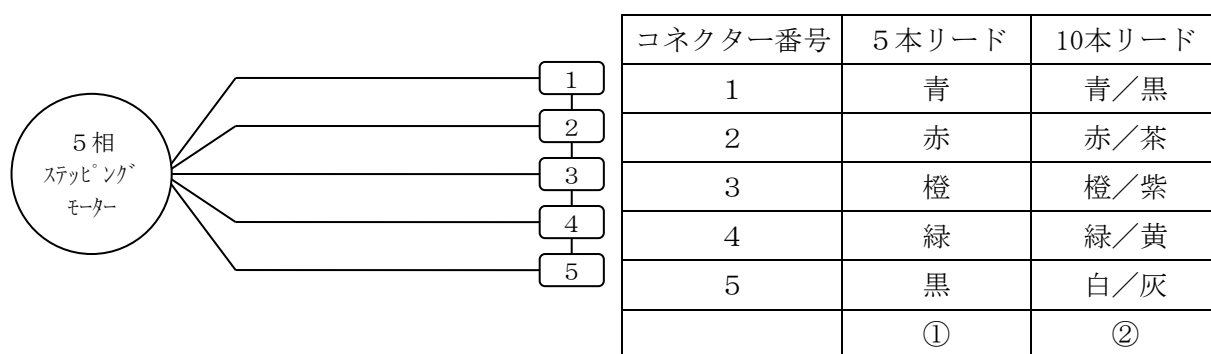 5相
ｽﾃｯﾋﾟﾝｸﾞ
ﾓｰﾀｰ
1
2
3
4
5
コネクター番号 5本リード 10本リード
1 青 青／黒
2 赤 赤／茶
3 橙 橙／紫
4 緑 緑／黄
5 黒 白／灰
① ②